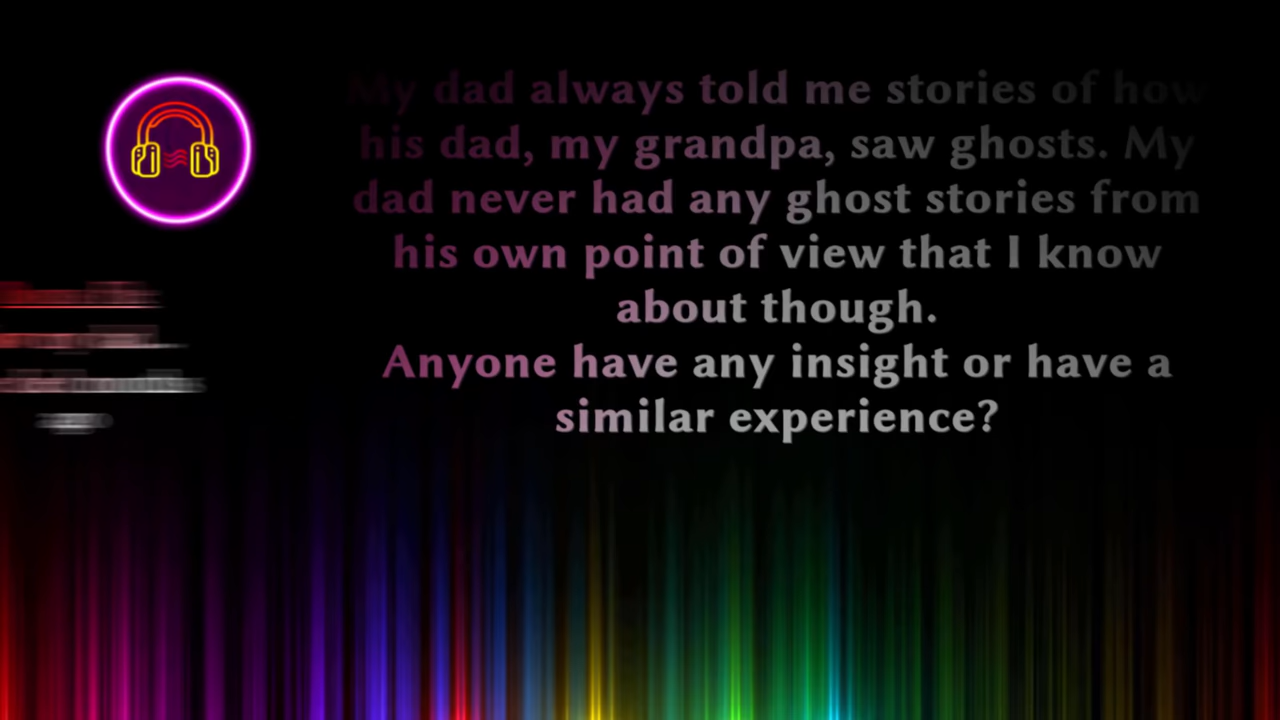 My dad always told me stories of how
his dad, my grandpa, saw ghosts. My
dad never had any ghost stories from
his own point of view that I know
about though.
Anyone have any insight or have a
similar experience?